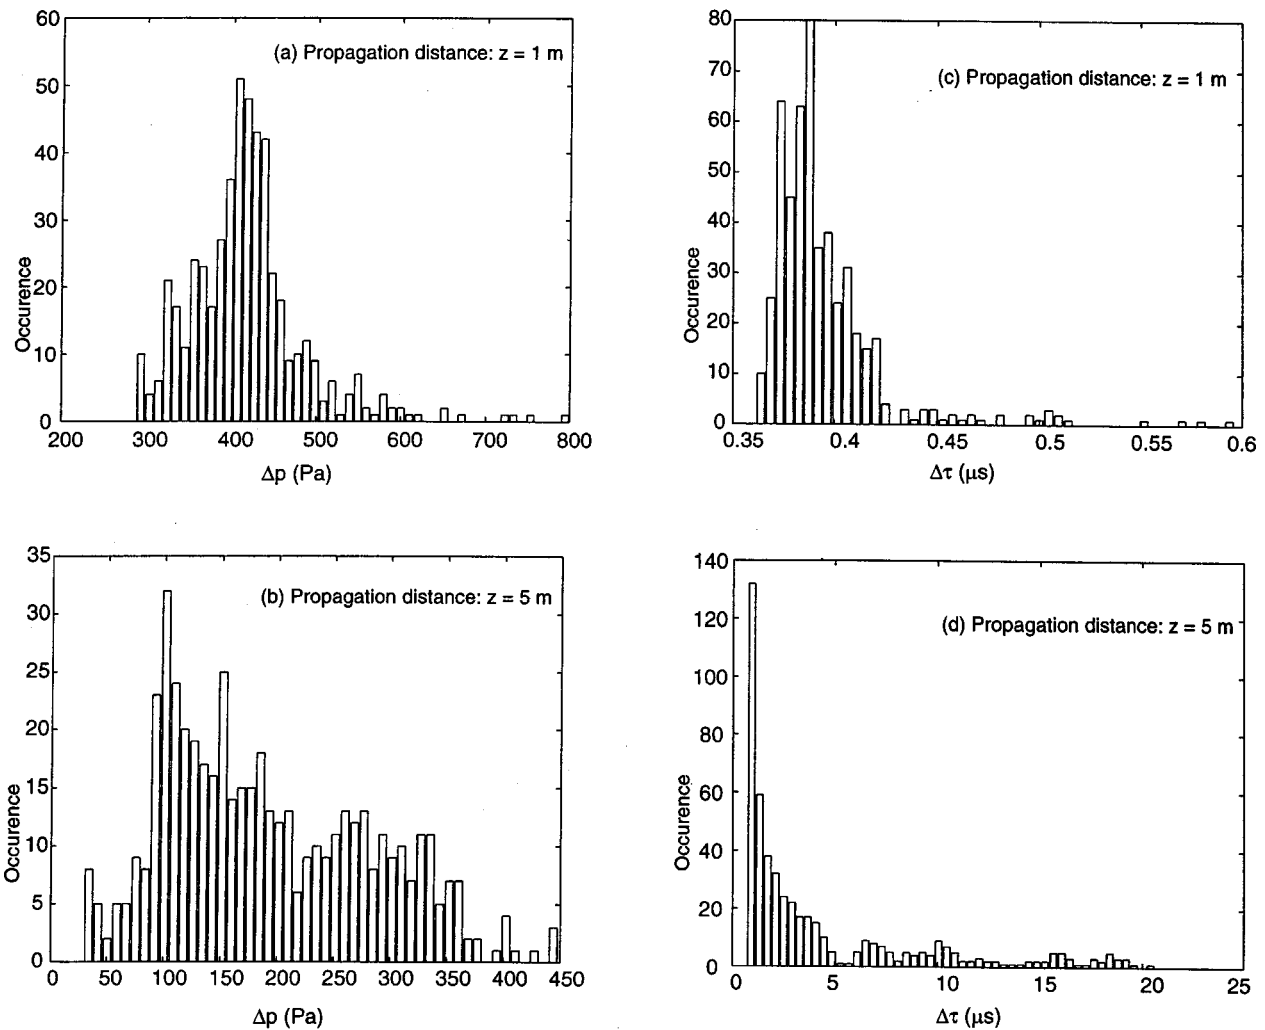 60
50
40
30
20
10
0
Occurence
(a) Propagation distance: z = 1 m
200 300 400 500 600 700 800
Δp (Pa)
80
70
60
50
40
30
20
10
0
Occurence
(c) Propagation distance: z = 1 m
0.35 0.4 0.45 0.5 0.55 0.6
Δτ (μs)
35
30
25
20
15
10
5
0
Occurence
(b) Propagation distance: z = 5 m
0 50 100 150 200 250 300 350 400 450
Δp (Pa)
140
120
100
80
60
40
20
0
Occurence
(d) Propagation distance: z = 5 m
0 5 10 15 20 25
Δτ (μs)